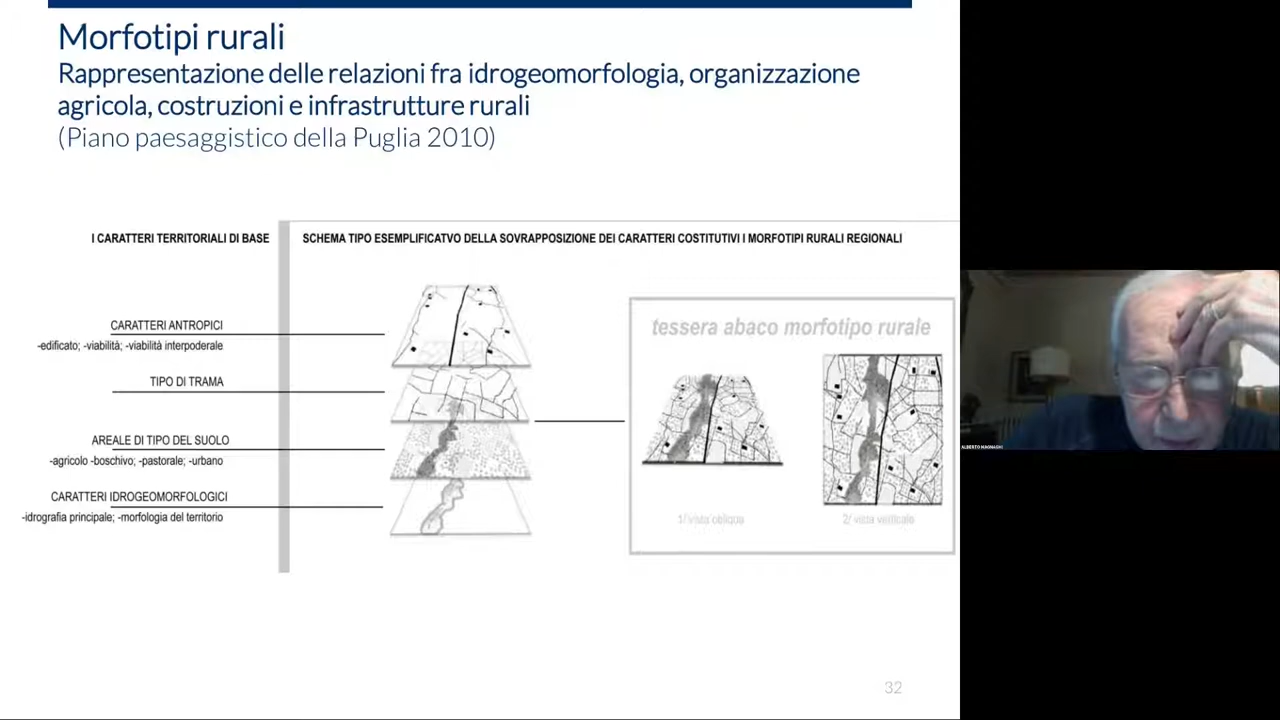 Morfotipi rurali
Rappresentazione delle relazioni fra idrogeomorfologia, organizzazione
agricola, costruzioni e infrastrutture rurali
(Piano paesaggistico della Puglia 2010)
I CARATTERI TERRITORIALI DI BASE
SCHEMA TIPO ESEMPLIFICATVO DELLA SOVRAPPOSIZIONE DEI CARATTERI COSTITUTIVI I MORFOTIPI RURALI REGIONALI
CARATTERI ANTROPICI
-edificato; -viabilità; -viabilità interpoderale
TIPO DI TRAMA
AREALE DI TIPO DEL SUOLO
-agricolo -boschivo; -pastorale; -urbano
CARATTERI IDROGEOMORFOLOGICI
-idrografia principale; -morfologia del territorio
tessera abaco morfotipo rurale
1/ vista obliqua
2/ vista verticale
32
ALBERTO MAGNAGHI